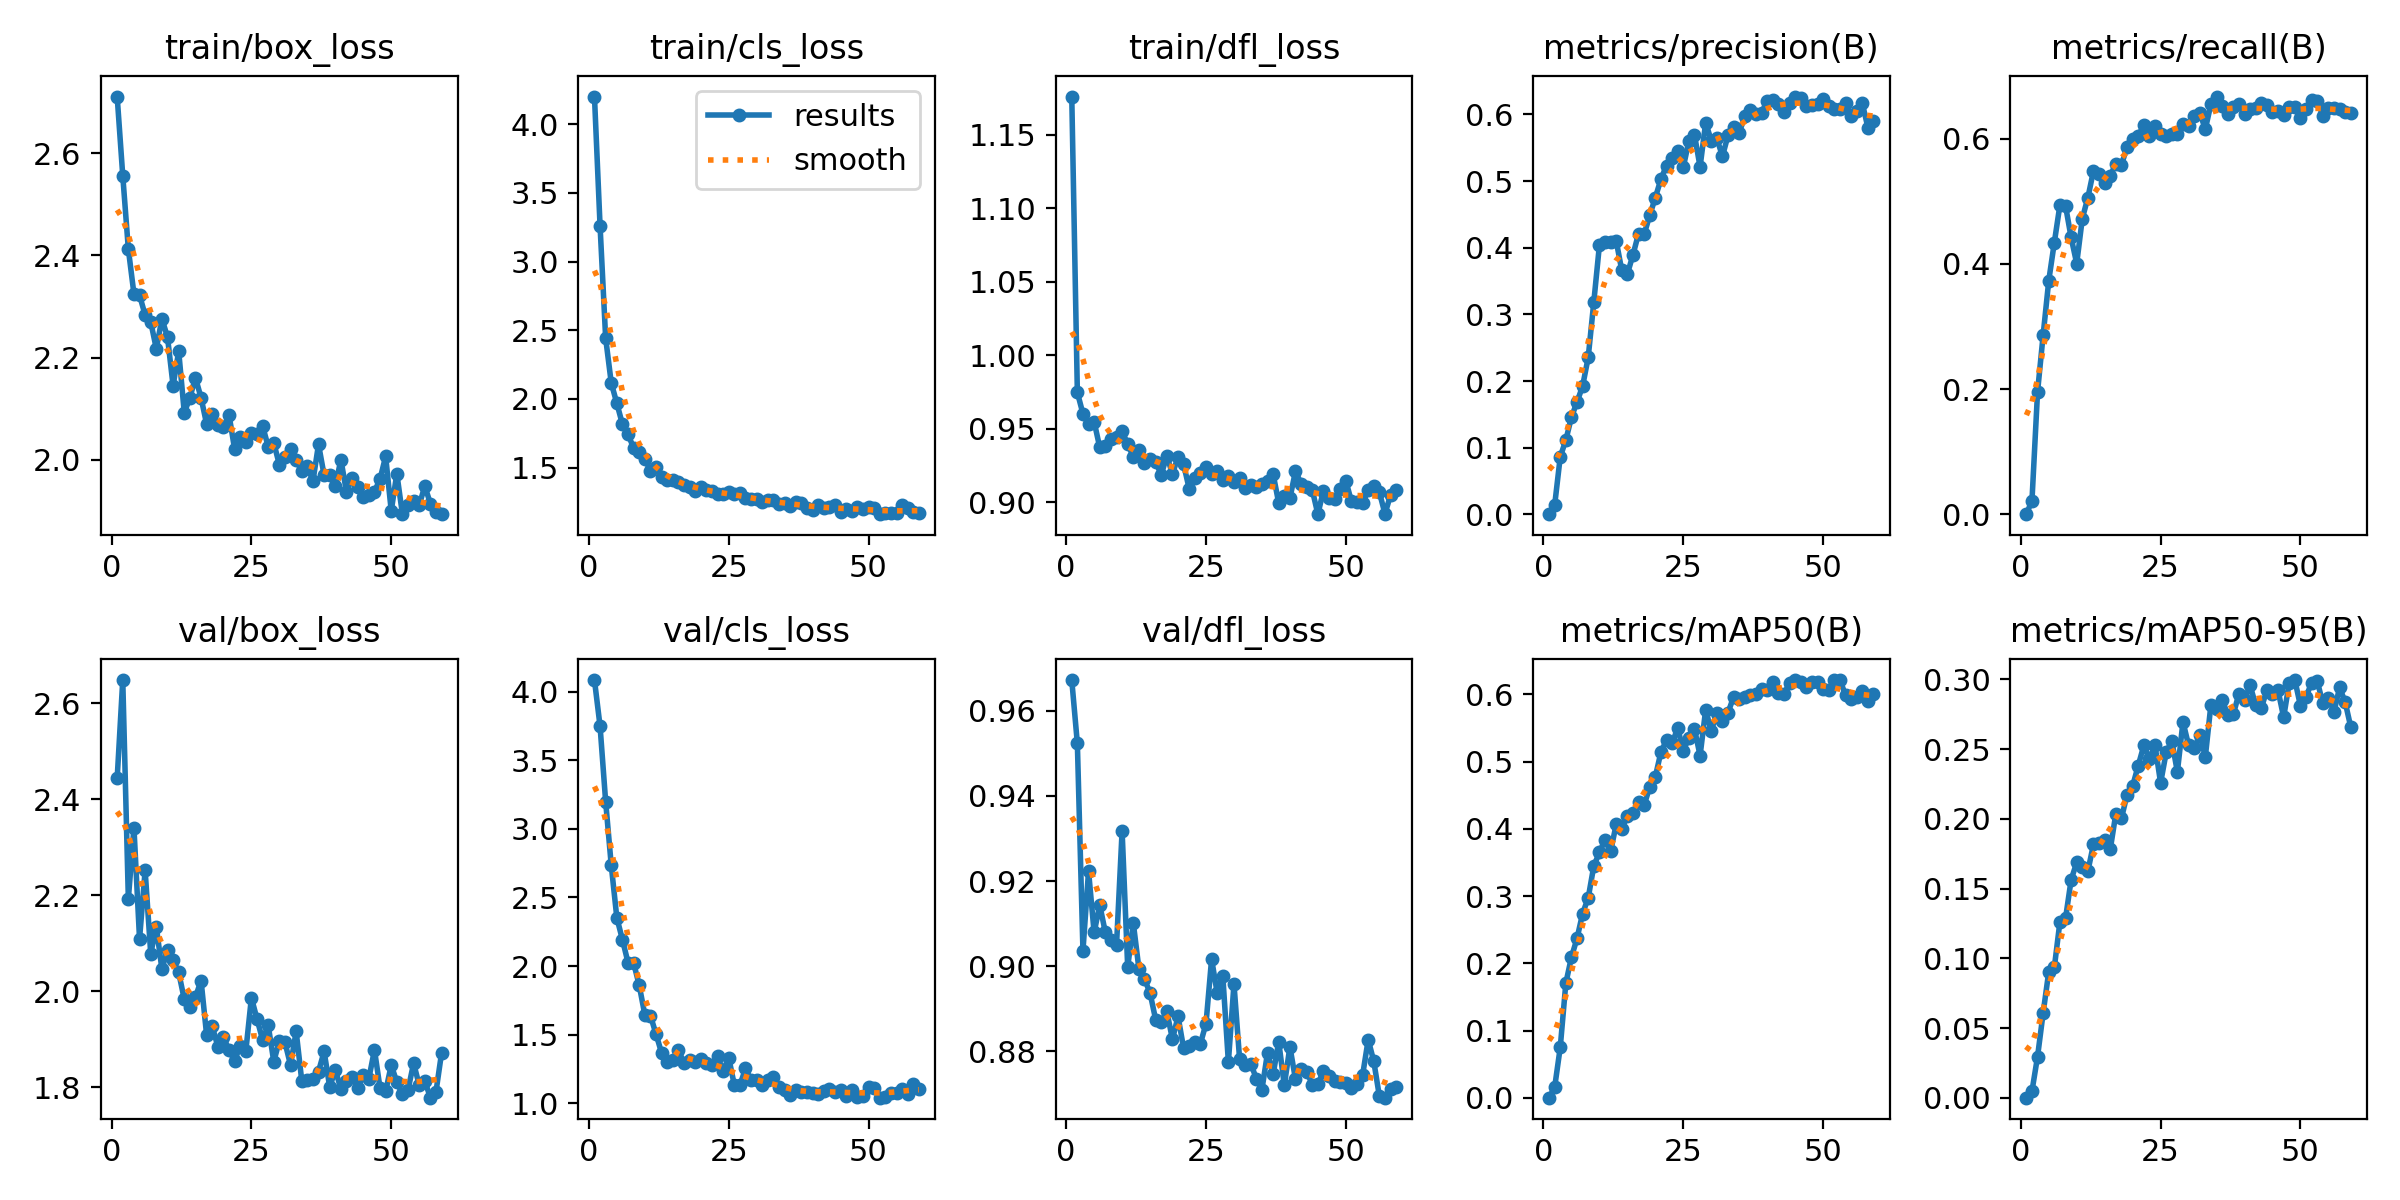 train/box_loss
2.6
2.4
2.2
2.0
0 25 50
train/cls_loss
results
smooth
4.0
3.5
3.0
2.5
2.0
1.5
0 25 50
train/dfl_loss
1.15
1.10
1.05
1.00
0.95
0.90
0 25 50
metrics/precision(B)
0.6
0.5
0.4
0.3
0.2
0.1
0.0
0 25 50
metrics/recall(B)
0.6
0.4
0.2
0.0
0 25 50
val/box_loss
2.6
2.4
2.2
2.0
1.8
0 25 50
val/cls_loss
4.0
3.5
3.0
2.5
2.0
1.5
1.0
0 25 50
val/dfl_loss
0.96
0.94
0.92
0.90
0.88
0 25 50
metrics/mAP50(B)
0.6
0.5
0.4
0.3
0.2
0.1
0.0
0 25 50
metrics/mAP50-95(B)
0.30
0.25
0.20
0.15
0.10
0.05
0.00
0 25 50